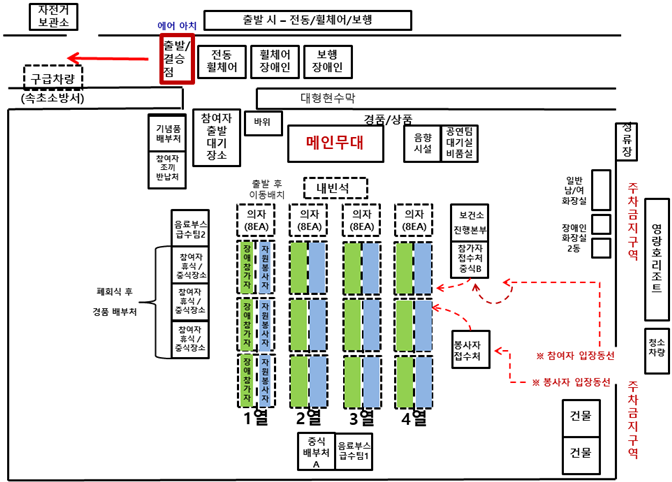 자전거
보관소
에어 아치
출발 시 – 전동/휠체어/보행
출발/
결승
점
전동
휠체어
휠체어
장애인
보행
장애인
구급차량
(속초소방서)
대형현수막
기념품
배부처
참여자
조끼
반납처
참여자
출발
대기
장소
바위
경품/상품
메인무대
음향
시설
공연팀
대기실
비품실
정류장
일반
남/여
화장실
장애인
화장실
2동
주차금지구역
영랑호리조트
출발 후
이동배치
내빈석
의자
(8EA)
의자
(8EA)
의자
(8EA)
의자
(8EA)
보건소
진행본부
참가자
접수처
중식B
음료부스
급수팀2
참여자
휴식/
중식장소
참여자
휴식/
중식장소
참여자
휴식/
중식장소
폐회식 후
경품 배부처
장애참가자
자원봉사자
장애참가자
자원봉사자
장애참가자
자원봉사자
1열
2열
3열
4열
봉사자
접수처
※ 참여자 입장동선
※ 봉사자 입장동선
청소
차량
주차금지구역
건물
건물
중식
배부처
A
음료부스
급수팀1